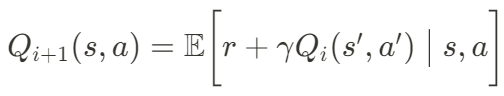 Q_{i+1}(s, a) = 𝔼[r + γQ_i(s′, a′) | s, a]